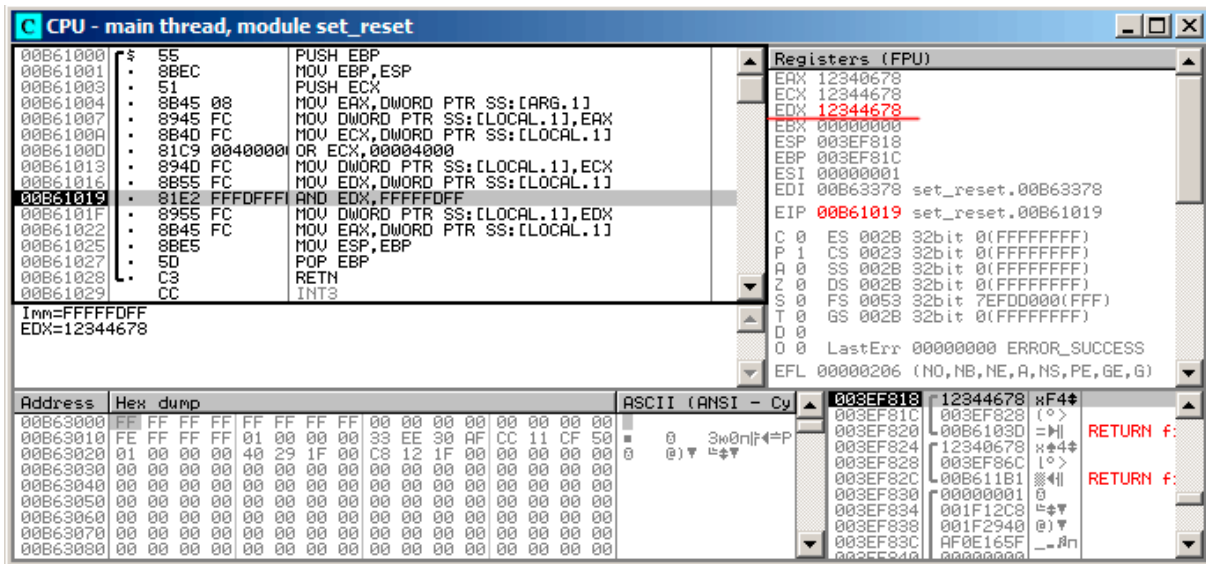 C CPU - main thread, module set_reset
00B61000 $ 55 PUSH EBP
00B61001 . 8BEC MOV EBP,ESP
00B61003 . 51 PUSH ECX
00B61004 . 8B45 08 MOV EAX,DWORD PTR SS:[ARG.1]
00B61007 . 8945 FC MOV DWORD PTR SS:[LOCAL.1],EAX
00B6100A . 8B4D FC MOV ECX,DWORD PTR SS:[LOCAL.1]
00B6100D . 81C9 00400000 OR ECX,00004000
00B61013 . 894D FC MOV DWORD PTR SS:[LOCAL.1],ECX
00B61016 . 8B55 FC MOV EDX,DWORD PTR SS:[LOCAL.1]
00B61019 . 81E2 FFFDFFF AND EDX,FFFFFDFF
00B6101F . 8955 FC MOV DWORD PTR SS:[LOCAL.1],EDX
00B61022 . 8B45 FC MOV EAX,DWORD PTR SS:[LOCAL.1]
00B61025 . 8BE5 MOV ESP,EBP
00B61027 . 5D POP EBP
00B61028 . C3 RETN
00B61029 CC INT3
Imm=FFFFFDFF
EDX=12344678
Registers (FPU)
EAX 12340678
ECX 12344678
EDX 12344678
EBX 00000000
ESP 003EF818
EBP 003EF81C
ESI 00000001
EDI 00B63378 set_reset.00B63378
EIP 00B61019 set_reset.00B61019
C 0 ES 002B 32bit 0(FFFFFFFF)
P 1 CS 0023 32bit 0(FFFFFFFF)
A 0 SS 002B 32bit 0(FFFFFFFF)
Z 0 DS 002B 32bit 0(FFFFFFFF)
S 0 FS 0053 32bit 7EFDD000(FFF)
T 0 GS 002B 32bit 0(FFFFFFFF)
D 0
O 0 LastErr 00000000 ERROR_SUCCESS
EFL 00000206 (NO,NB,NE,A,NS,PE,GE,G)
Address Hex dump ASCII (ANSI - Cy
00B63000 FF FF FF FF FF FF FF FF 00 00 00 00 00 00 00 00
00B63010 FE FF FF FF 01 00 00 00 33 EE 30 AF CC 11 CF 50
00B63020 01 00 00 00 40 29 1F 00 C8 12 1F 00 00 00 00 00
00B63030 00 00 00 00 00 00 00 00 00 00 00 00 00 00 00 00
00B63040 00 00 00 00 00 00 00 00 00 00 00 00 00 00 00 00
00B63050 00 00 00 00 00 00 00 00 00 00 00 00 00 00 00 00
00B63060 00 00 00 00 00 00 00 00 00 00 00 00 00 00 00 00
00B63070 00 00 00 00 00 00 00 00 00 00 00 00 00 00 00 00
00B63080 00 00 00 00 00 00 00 00 00 00 00 00 00 00 00 00
003EF818 12344678 xF4
003EF81C 003EF828
003EF820 00B6103D RETURN f
003EF824 12340678
003EF828 003EF86C
003EF82C 00B611B1 RETURN f
003EF830 00000001
003EF834 001F12C8
003EF838 001F2940
003EF83C AF0E165F